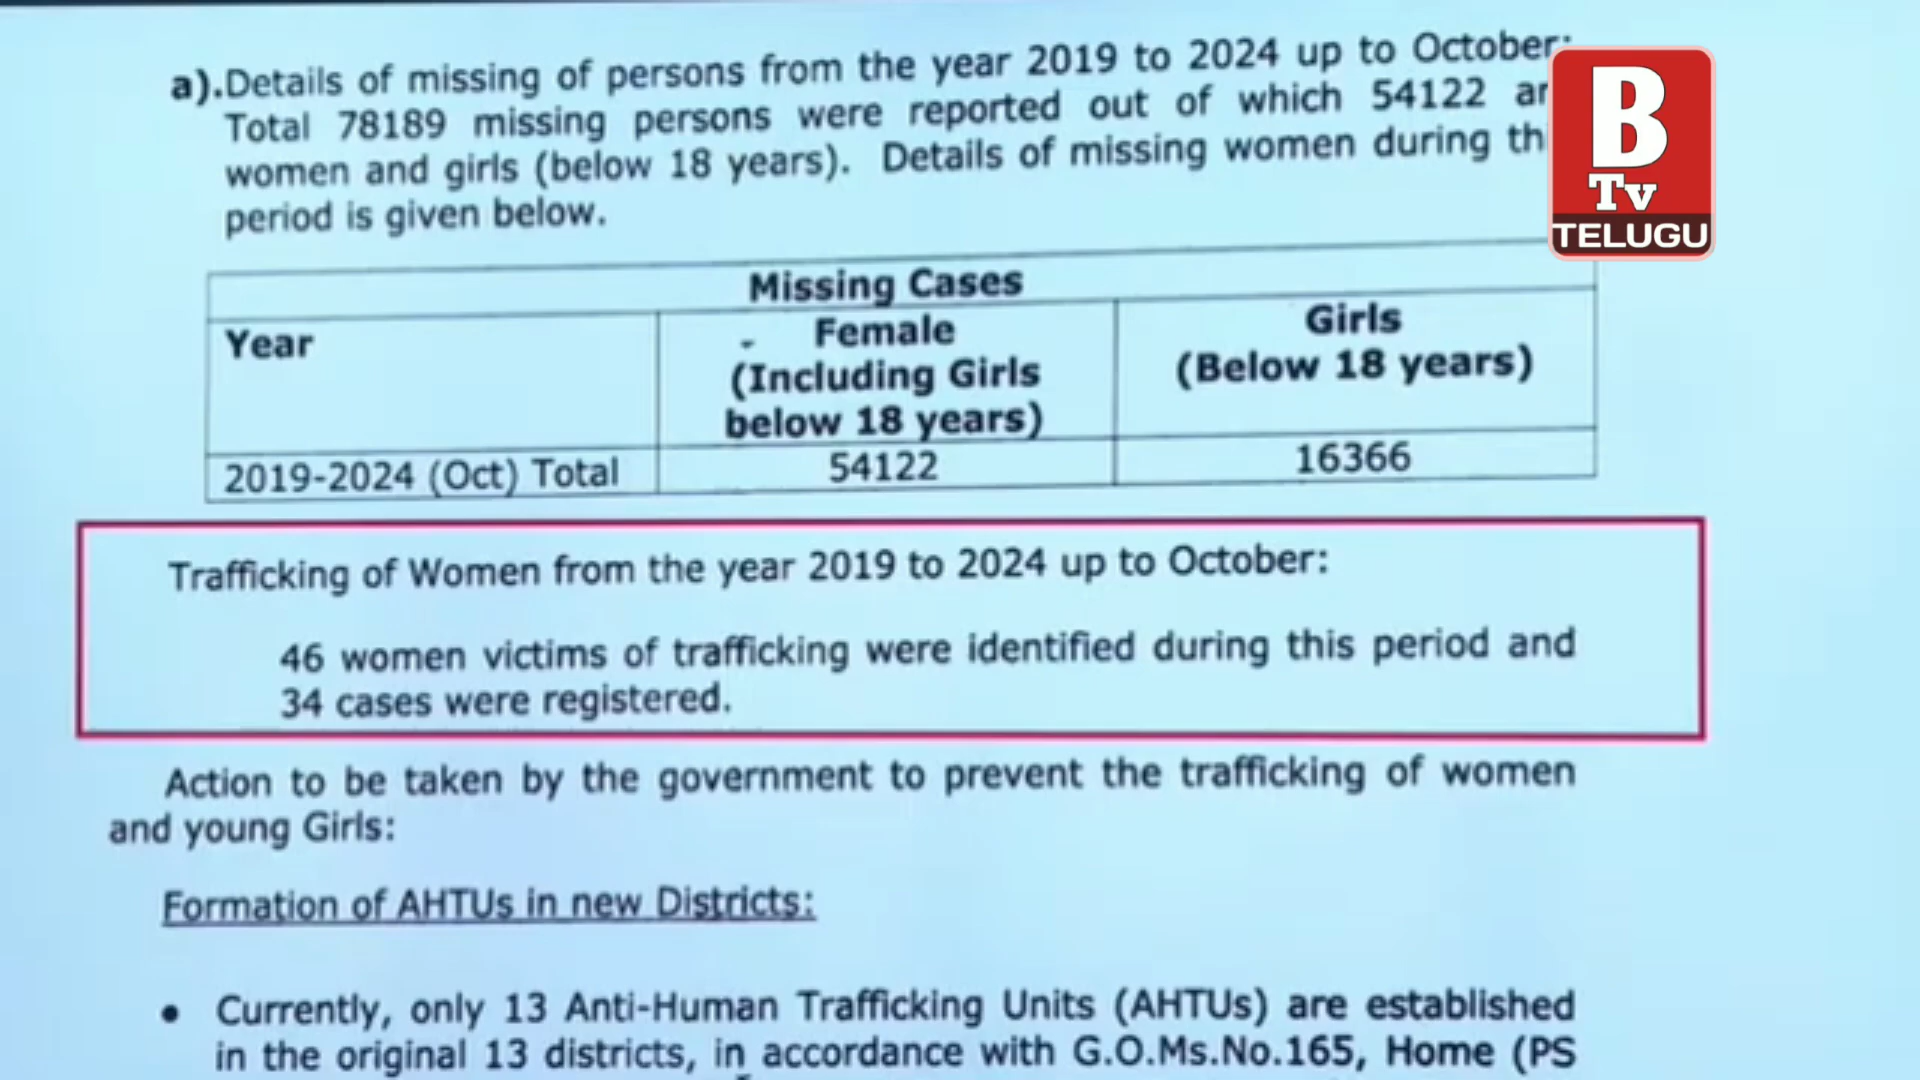 a).Details of missing of persons from the year 2019 to 2024 up to October:
Total 78189 missing persons were reported out of which 54122
women and girls (below 18 years). Details of missing women during
period is given below.
B
Tv
TELUGU
Missing Cases
Year
Female
(Including Girls
below 18 years)
Girls
(Below 18 years)
2019-2024 (Oct) Total
54122
16366
Trafficking of Women from the year 2019 to 2024 up to October:
46 women victims of trafficking were identified during this period and
34 cases were registered.
Action to be taken by the government to prevent the trafficking of women
and young Girls:
Formation of AHTUs in new Districts:
• Currently, only 13 Anti-Human Trafficking Units (AHTUs) are established
in the original 13 districts, in accordance with G.O.Ms.No.165, Home (PS